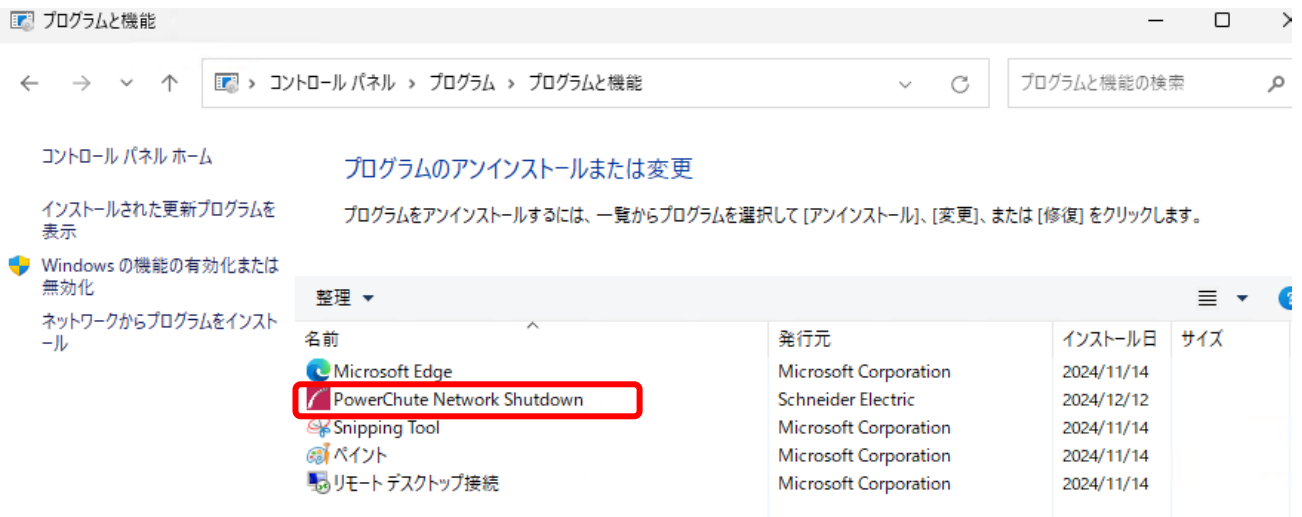 プログラムと機能
コントロール パネル › プログラム › プログラムと機能
プログラムと機能の検索
コントロール パネル ホーム
インストールされた更新プログラムを
表示
Windows の機能の有効化または
無効化
ネットワークからプログラムをインスト
ール
プログラムのアンインストールまたは変更
プログラムをアンインストールするには、一覧からプログラムを選択して [アンインストール]、[変更]、または [修復] をクリックします。
整理
名前 発行元 インストール日 サイズ
Microsoft Edge Microsoft Corporation 2024/11/14
PowerChute Network Shutdown Schneider Electric 2024/12/12
Snipping Tool Microsoft Corporation 2024/11/14
ペイント Microsoft Corporation 2024/11/14
リモート デスクトップ接続 Microsoft Corporation 2024/11/14